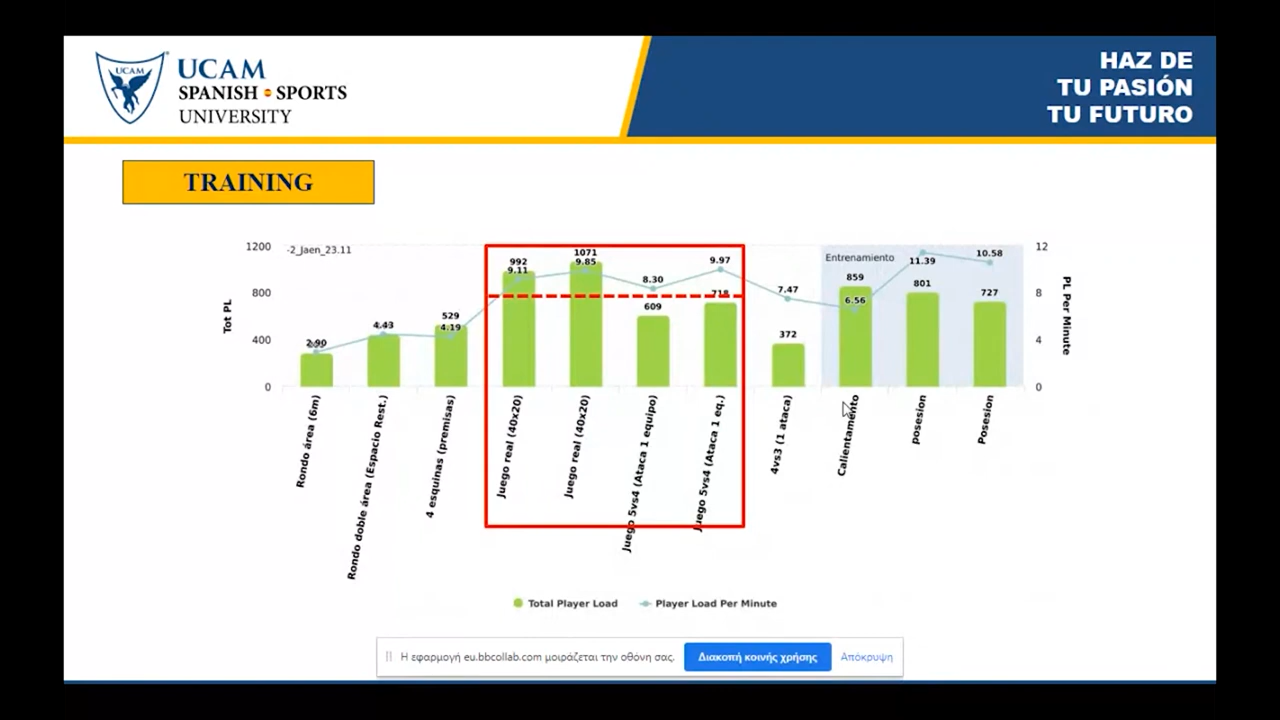 UCAM
UCAM
SPANISH SPORTS
UNIVERSITY
HAZ DE
TU PASIÓN
TU FUTURO
TRAINING
1200
800
400
0
Tot PL
-2_Jaen_23.11
2.90
4.43
529
4.19
992
9.11
1071
9.85
8.30
609
9.97
718
7.47
372
Entrenamiento
859
6.56
11.39
801
10.58
727
12
8
4
0
PL Per Minute
Rondo área (6m)
Rondo doble área (Espacio Rest.)
4 esquinas (premisas)
Juego real (40x20)
Juego real (40x20)
Juego 5vs4 (Ataca 1 equipo)
Juego 5vs4 (Ataca 1 eq.)
4vs3 (1 ataca)
Calientamento
posesion
Posesion
Total Player Load
Player Load Per Minute
Η εφαρμογή eu.bbcollab.com μοιράζεται την οθόνη σας.
Διακοπή κοινής χρήσης
Απόκρυψη